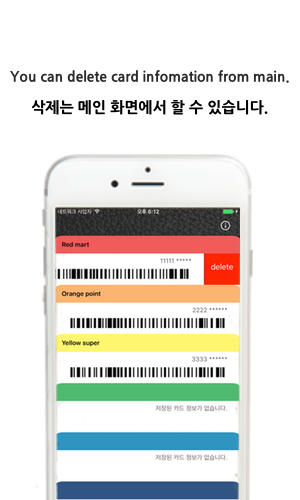 You can delete card infomation from main.
삭제는 메인 화면에서 할 수 있습니다.
네트워크 사업자 오후 6:12
Red mart
11111 *****
delete
Orange point
2222 ******
Yellow super
3333 ******
저장된 카드 정보가 없습니다.
저장된 카드 정보가 없습니다.